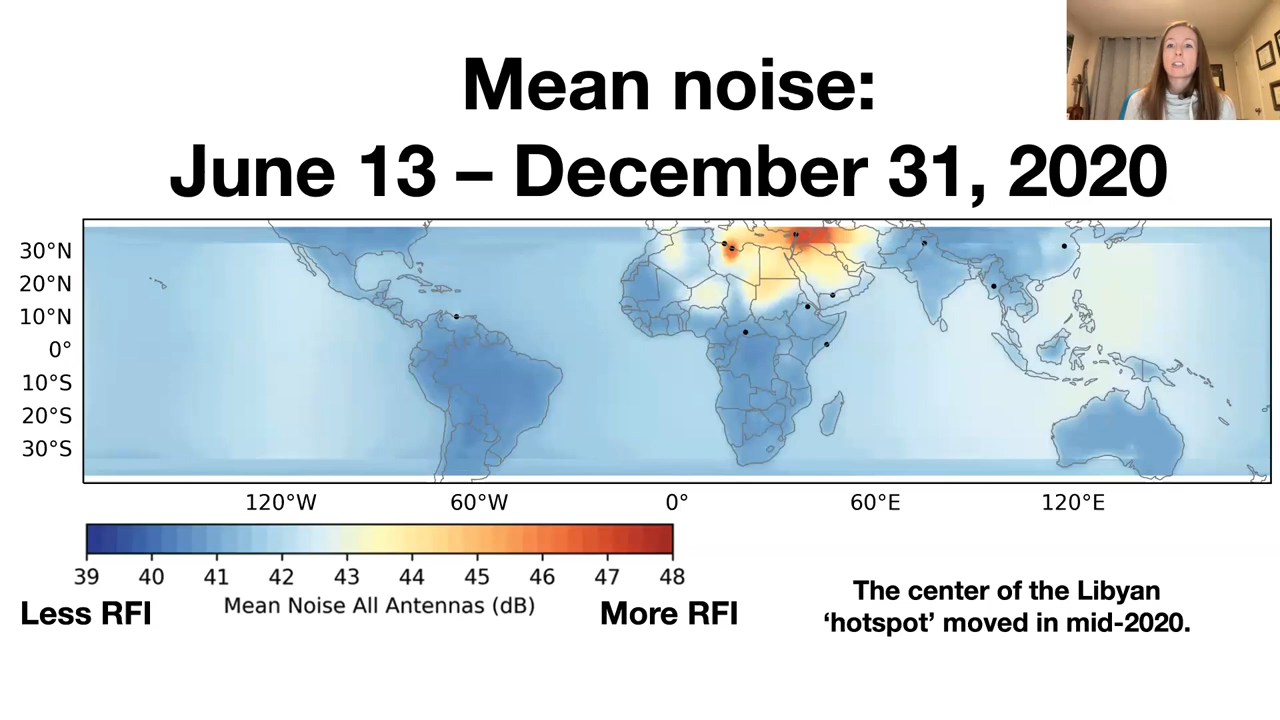 Mean noise:
June 13 – December 31, 2020
30°N
20°N
10°N
0°
10°S
20°S
30°S
120°W 60°W 0° 60°E 120°E
39 40 41 42 43 44 45 46 47 48
Mean Noise All Antennas (dB)
Less RFI
More RFI
The center of the Libyan
‘hotspot’ moved in mid-2020.